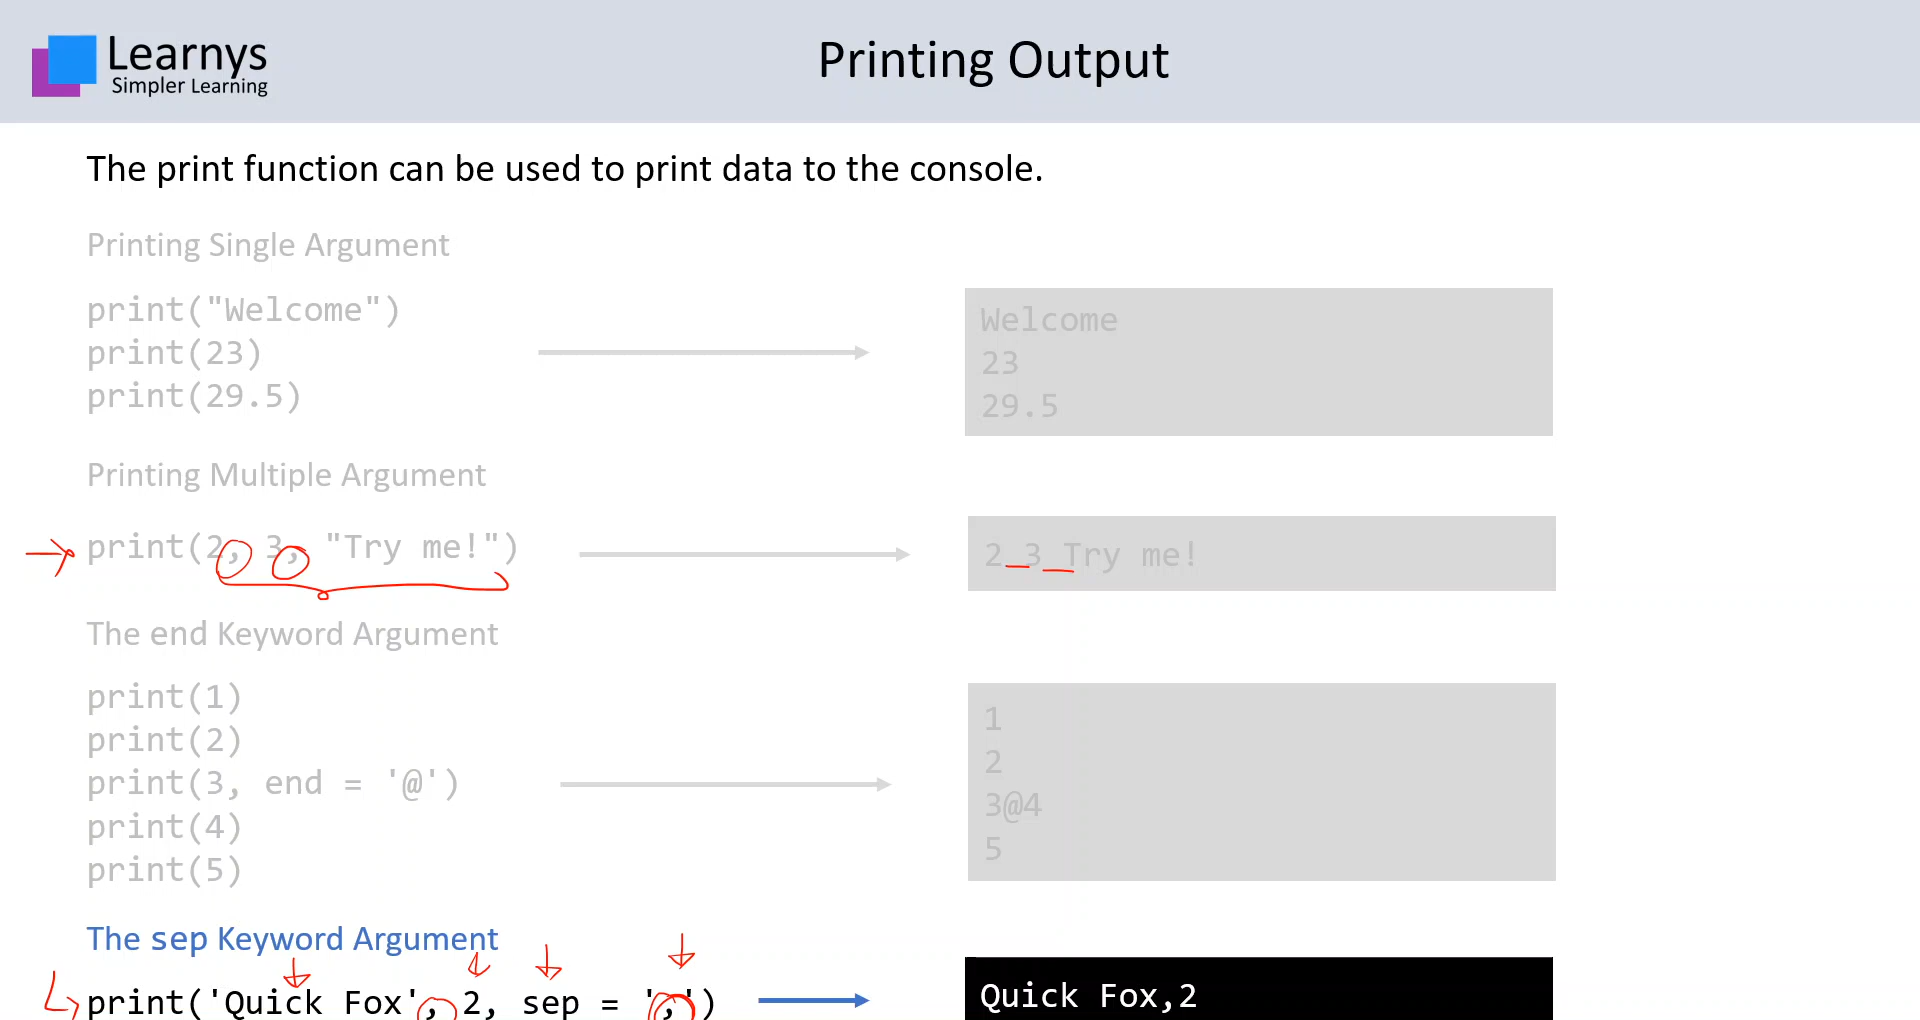 Learnys
Simpler Learning
Printing Output
The print function can be used to print data to the console.
Printing Single Argument
print("Welcome")
print(23)
print(29.5)
Welcome
23
29.5
Printing Multiple Argument
print(2, 3, "Try me!")
2 3 Try me!
The end Keyword Argument
print(1)
print(2)
print(3, end = '@')
print(4)
print(5)
1
2
3@4
5
The sep Keyword Argument
print('Quick Fox', 2, sep = ',')
Quick Fox,2